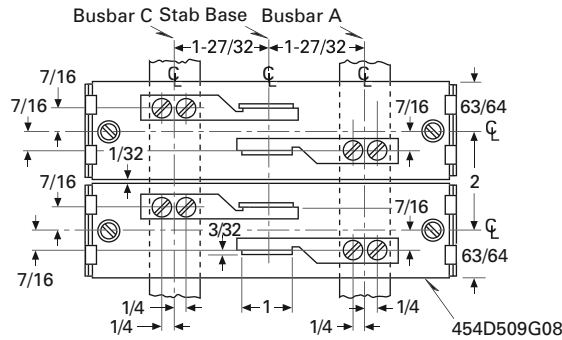 Busbar C Stab Base Busbar A
1-27/32 1-27/32
℄ ℄ ℄
7/16
7/16 7/16 63/64
℄
1/32
2
7/16 7/16
3/32 ℄
63/64
7/16
1/4 1 1/4
1/4 1/4 454D509G08